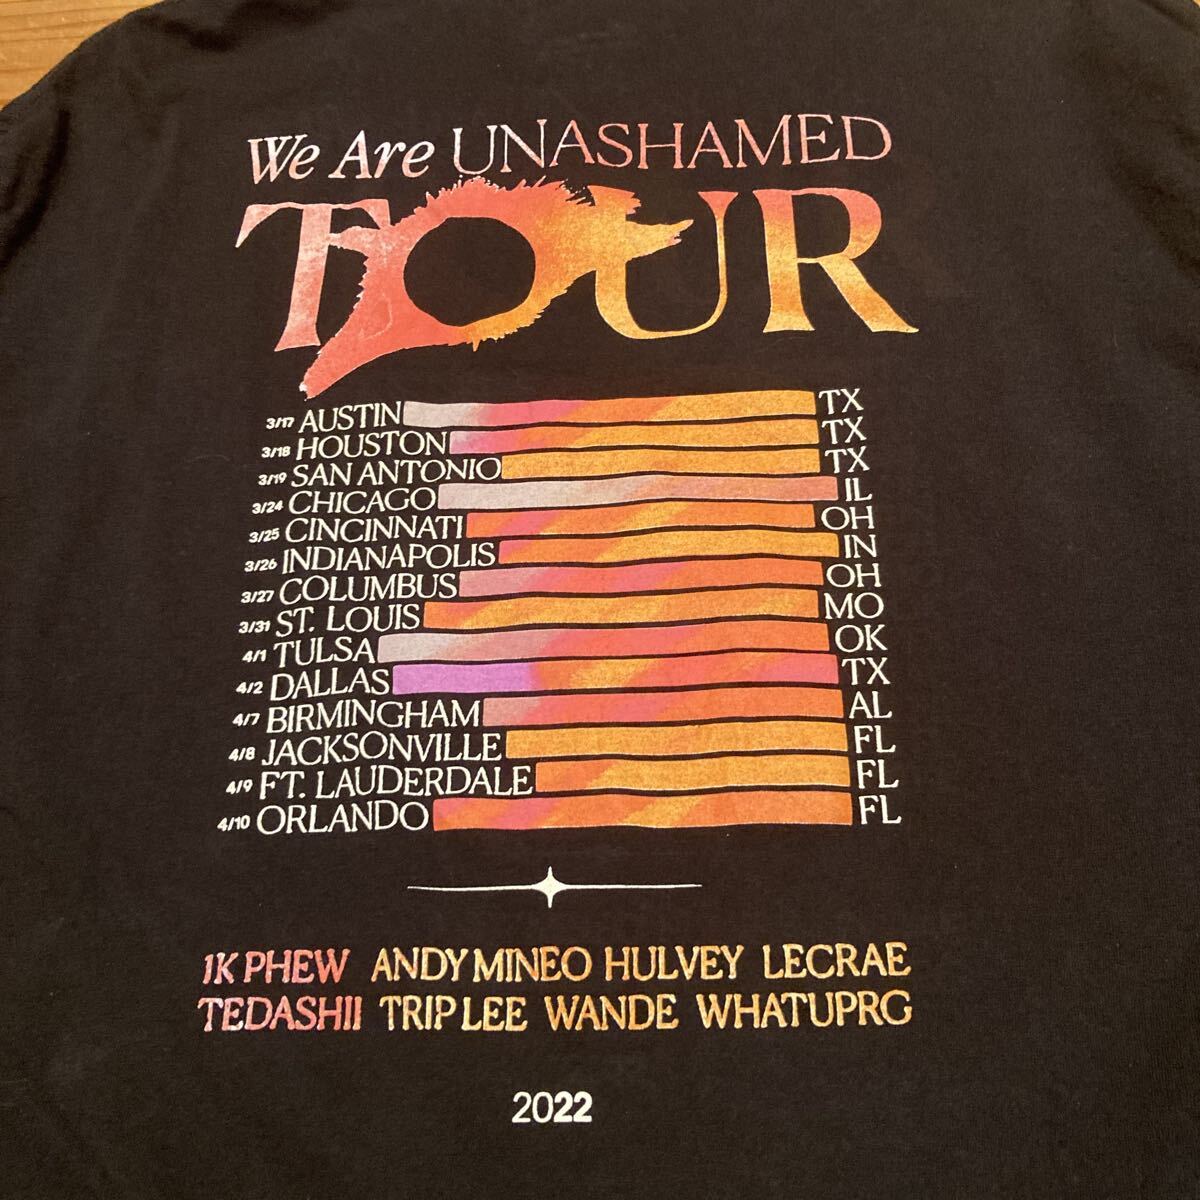 We Are UNASHAMED
TOUR
3/17 AUSTIN TX
3/18 HOUSTON TX
3/19 SAN ANTONIO TX
3/24 CHICAGO IL
3/25 CINCINNATI OH
3/26 INDIANAPOLIS IN
3/27 COLUMBUS OH
3/31 ST. LOUIS MO
4/1 TULSA OK
4/2 DALLAS TX
4/7 BIRMINGHAM AL
4/8 JACKSONVILLE FL
4/9 FT. LAUDERDALE FL
4/10 ORLANDO FL
1K PHEW ANDY MINEO HULVEY LECRAE
TEDASHII TRIP LEE WANDE WHATUPRG
2022